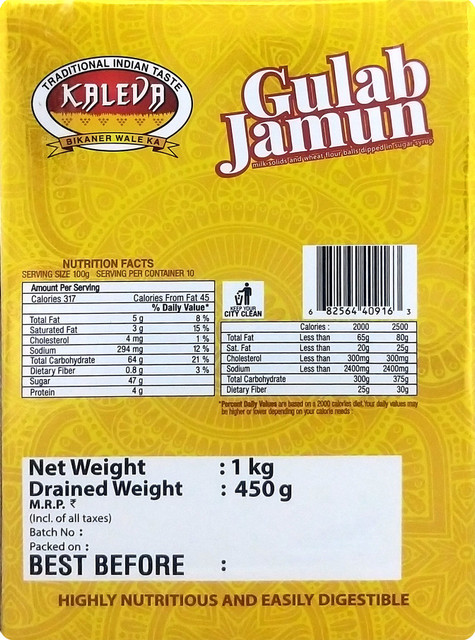 TRADITIONAL INDIAN TASTE
KALEVA
BIKANER WALE KA
Gulab
Jamun
milk-solids and wheat flour balls dipped in sugar syrup
NUTRITION FACTS
SERVING SIZE 100g SERVING PER CONTAINER 10
Amount Per Serving
Calories 317 Calories From Fat 45
% Daily Value*
Total Fat 5 g 8 %
Saturated Fat 3 g 15 %
Cholesterol 4 mg 1 %
Sodium 294 mg 12 %
Total Carbohydrate 64 g 21 %
Dietary Fiber 0.8 g 3 %
Sugar 47 g
Protein 4 g
KEEP YOUR
CITY CLEAN
6 82564 40916 3
Calories : 2000 2500
Total Fat Less than 65g 80g
Sat. Fat Less than 20g 25g
Cholesterol Less than 300mg 300mg
Sodium Less than 2400mg 2400mg
Total Carbohydrate 300g 375g
Dietary Fiber 25g 30g
*Percent Daily Values are based on a 2000 calories diet.Your daily values may
be higher or lower depending on your calorie needs
Net Weight : 1 kg
Drained Weight : 450 g
M.R.P. ₹
(Incl. of all taxes)
Batch No :
Packed on :
BEST BEFORE :
HIGHLY NUTRITIOUS AND EASILY DIGESTIBLE